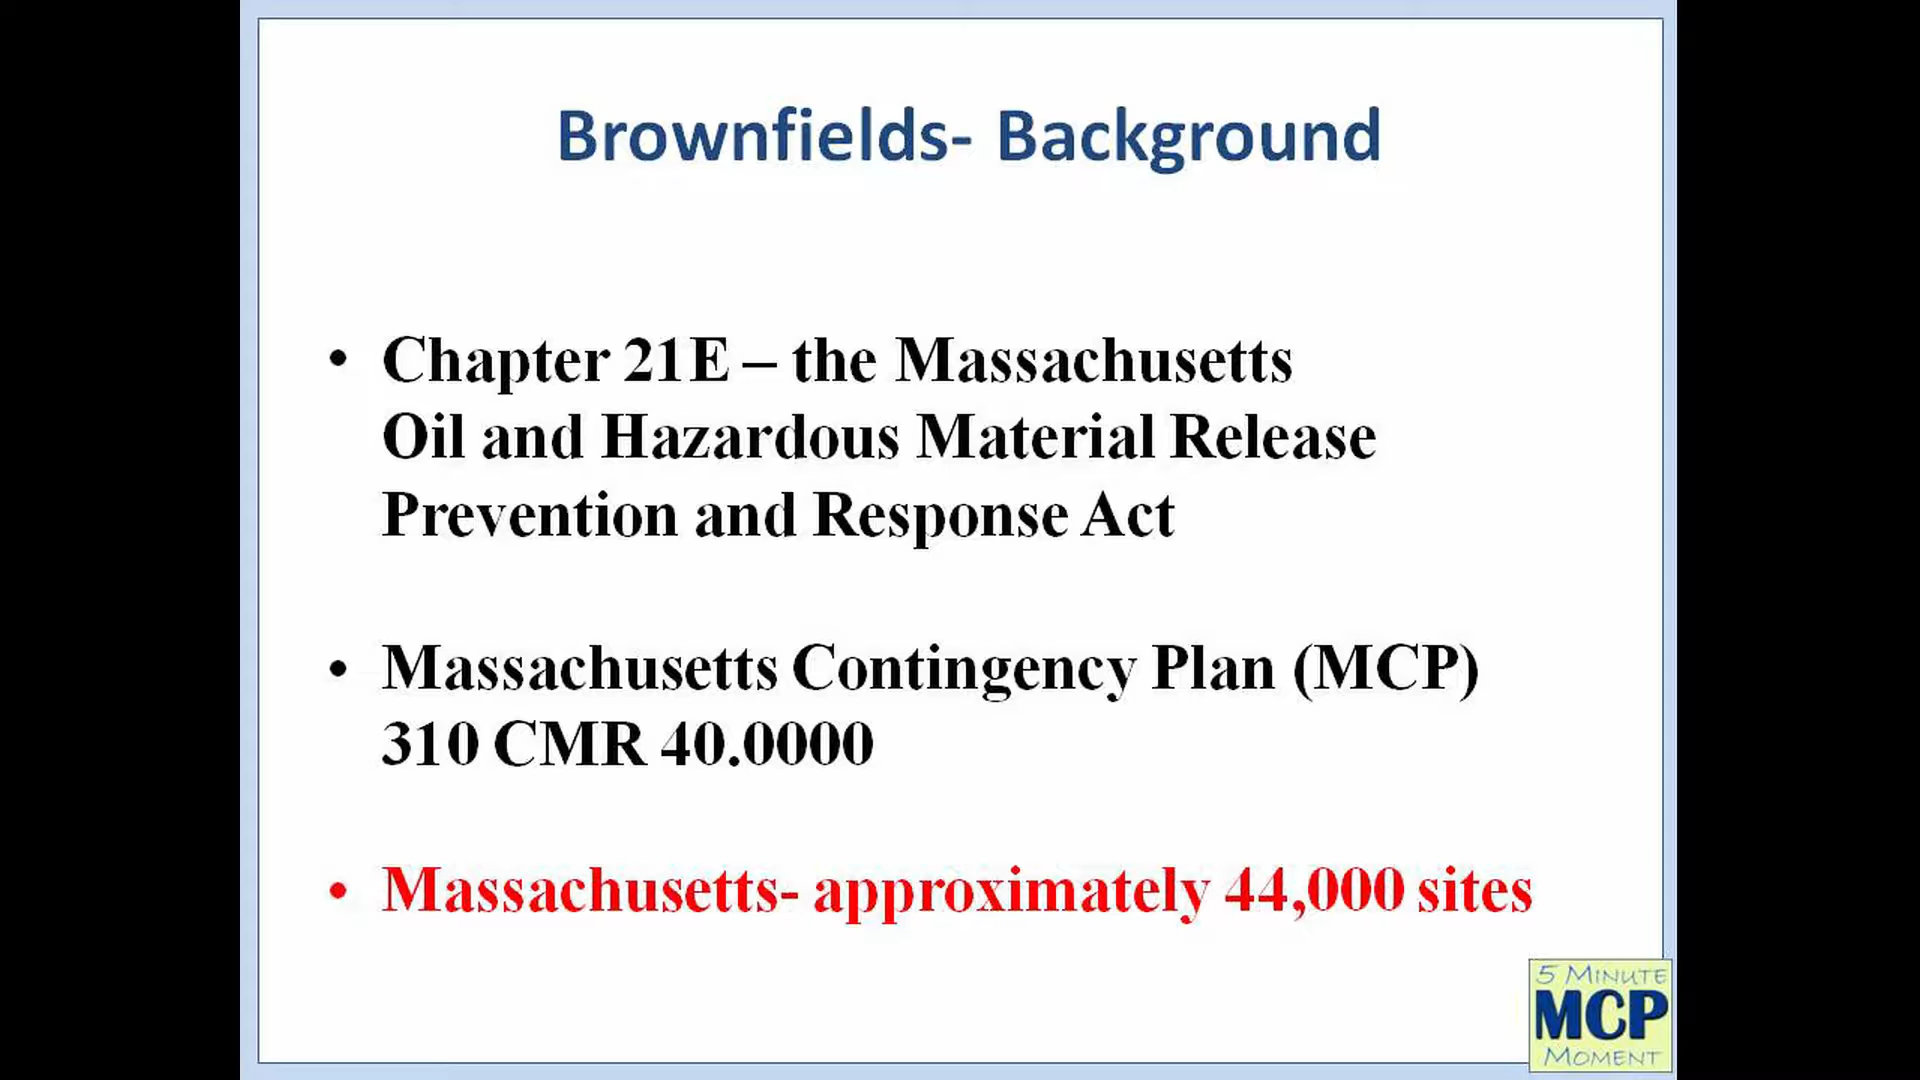 Brownfields- Background
• Chapter 21E – the Massachusetts
Oil and Hazardous Material Release
Prevention and Response Act
• Massachusetts Contingency Plan (MCP)
310 CMR 40.0000
• Massachusetts- approximately 44,000 sites
5 MINUTE
MCP
MOMENT